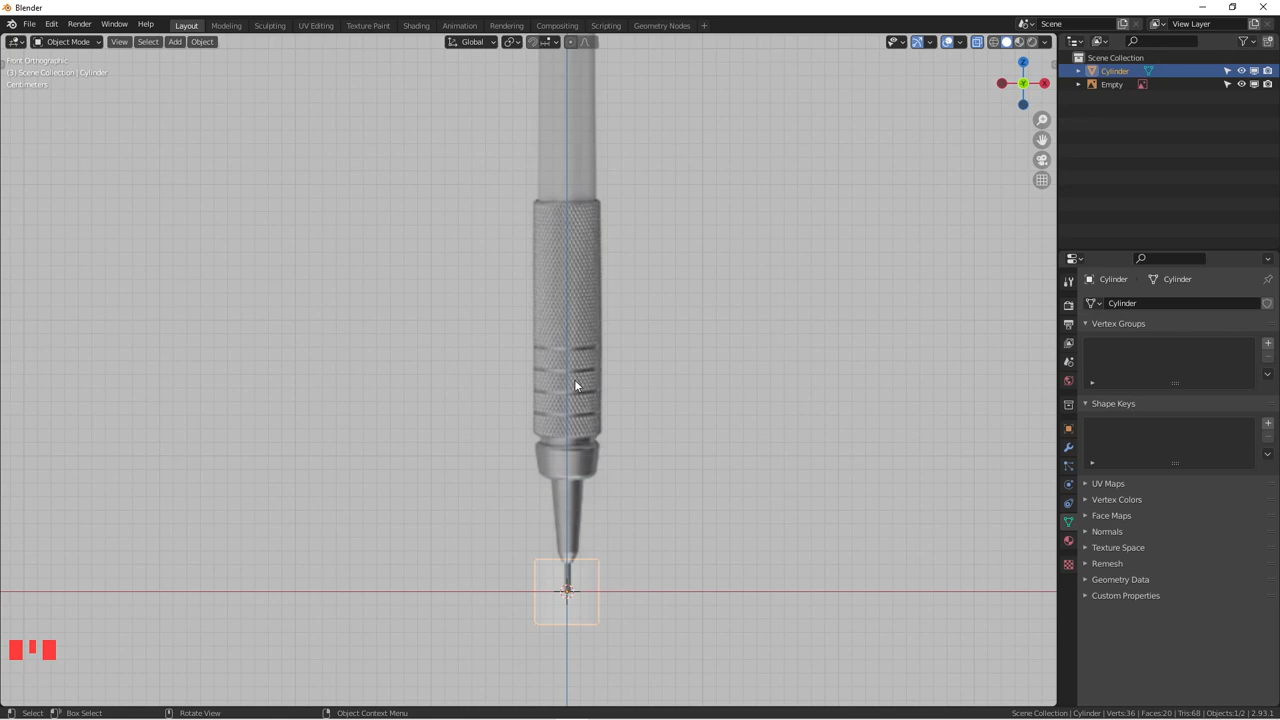 Blender
File Edit Render Window Help Layout Modeling Sculpting UV Editing Texture Paint Shading Animation Rendering Compositing Scripting Geometry Nodes + Scene View Layer
Object Mode View Select Add Object Global
Front Orthographic
(3) Scene Collection | Cylinder
Centimeters
Z
Y
X
Scene Collection
Cylinder
Empty
Cylinder Cylinder
Cylinder
Vertex Groups
Shape Keys
UV Maps
Vertex Colors
Face Maps
Normals
Texture Space
Remesh
Geometry Data
Custom Properties
Select Box Select Rotate View Object Context Menu Scene Collection | Cylinder | Verts:36 | Faces:20 | Tris:68 | Objects:1/2 | 2.93.1